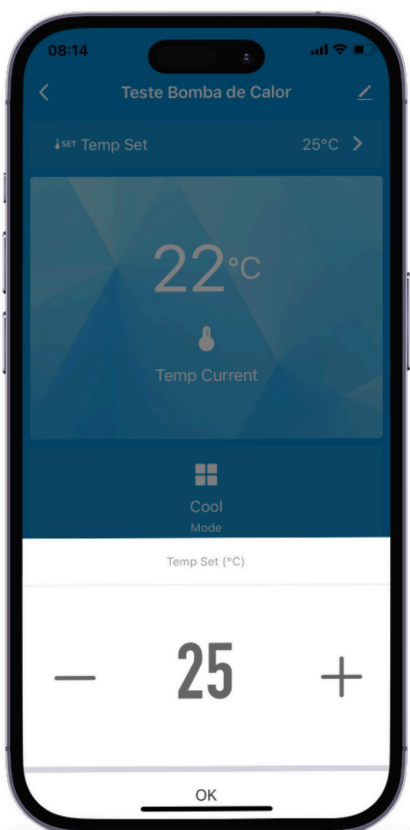 08:14
Teste Bomba de Calor
SET Temp Set 25°C
22°C
Temp Current
Cool
Mode
Temp Set (°C)
25
OK